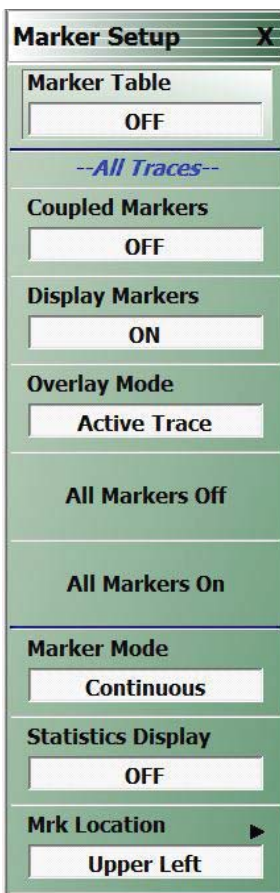 Marker Setup X
Marker Table
OFF
--All Traces--
Coupled Markers
OFF
Display Markers
ON
Overlay Mode
Active Trace
All Markers Off
All Markers On
Marker Mode
Continuous
Statistics Display
OFF
Mrk Location
Upper Left